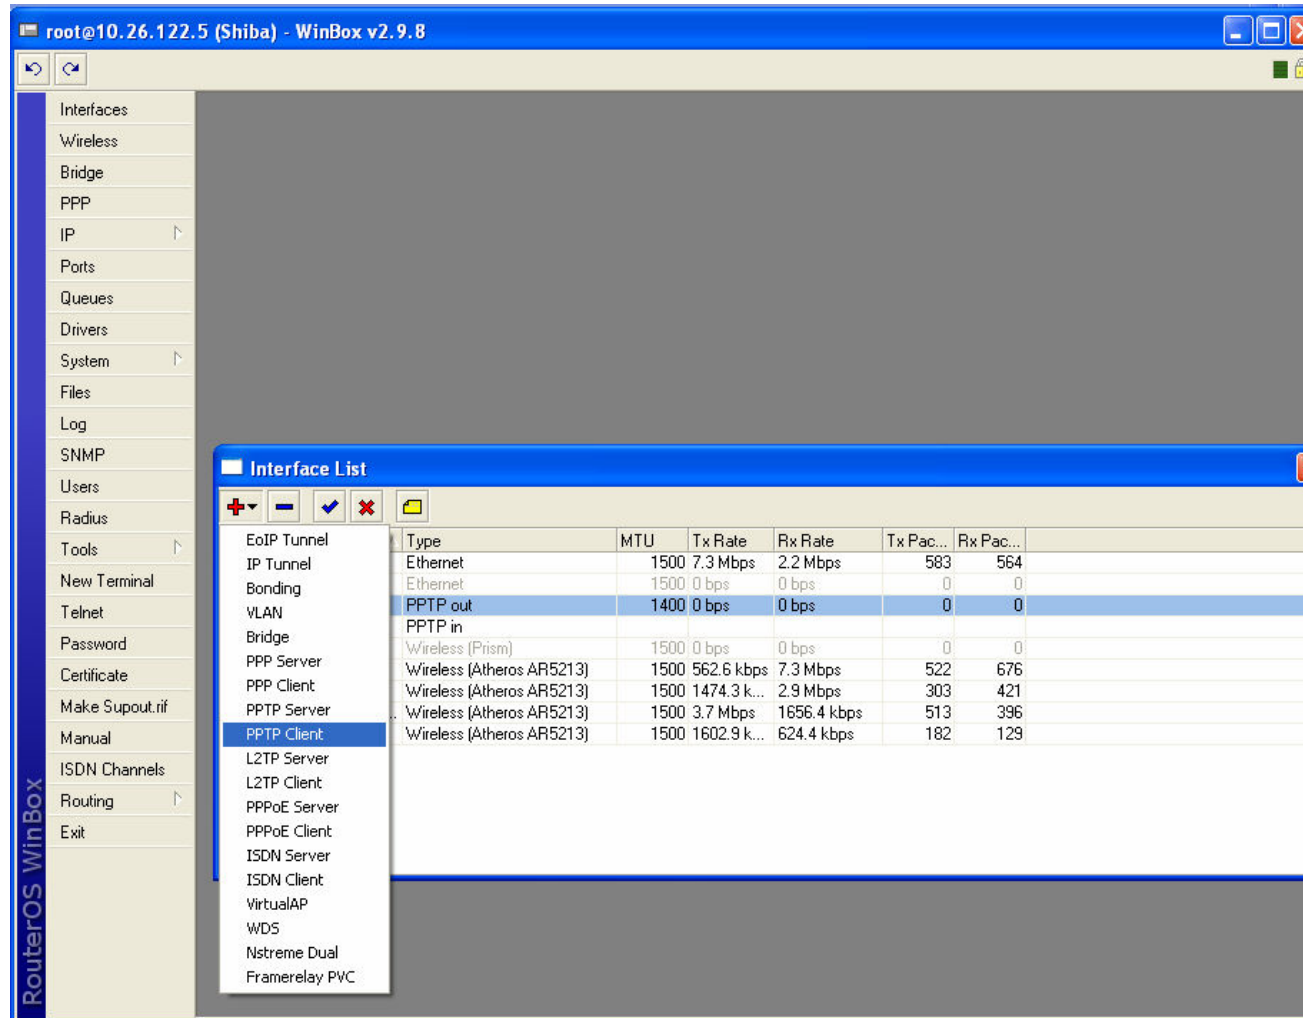 root@10.26.122.5 (Shiba) - WinBox v2.9.8
Interfaces
Wireless
Bridge
PPP
IP
Ports
Queues
Drivers
System
Files
Log
SNMP
Users
Radius
Tools
New Terminal
Telnet
Password
Certificate
Make Supout.rif
Manual
ISDN Channels
Routing
Exit
RouterOS WinBox
Interface List
EoIP Tunnel
IP Tunnel
Bonding
VLAN
Bridge
PPP Server
PPP Client
PPTP Server
PPTP Client
L2TP Server
L2TP Client
PPPoE Server
PPPoE Client
ISDN Server
ISDN Client
VirtualAP
WDS
Nstreme Dual
Framerelay PVC
Type MTU Tx Rate Rx Rate Tx Pac... Rx Pac...
Ethernet 1500 7.3 Mbps 2.2 Mbps 583 564
Ethernet 1500 0 bps 0 bps 0 0
PPTP out 1400 0 bps 0 bps 0 0
PPTP in
Wireless (Prism) 1500 0 bps 0 bps 0 0
Wireless (Atheros AR5213) 1500 562.6 kbps 7.3 Mbps 522 676
Wireless (Atheros AR5213) 1500 1474.3 k... 2.9 Mbps 303 421
Wireless (Atheros AR5213) 1500 3.7 Mbps 1656.4 kbps 513 396
Wireless (Atheros AR5213) 1500 1602.9 k... 624.4 kbps 182 129